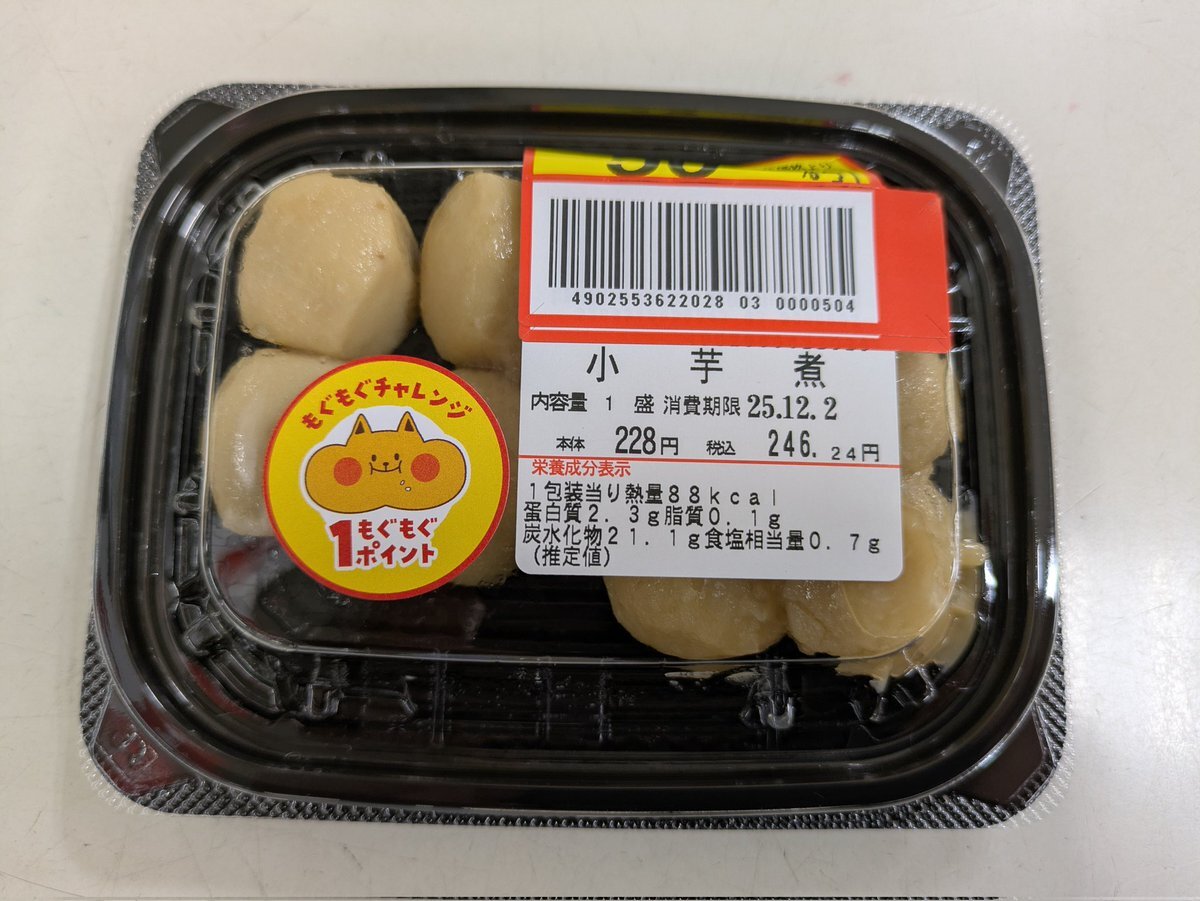 4902553622028 03 0000504
小芋煮
内容量 1 盛 消費期限 25.12.2
本体 228円 税込 246.24円
栄養成分表示
1包装当り熱量88kcal
蛋白質2.3g脂質0.1g
炭水化物21.1g食塩相当量0.7g
(推定値)
もぐもぐチャレンジ
1もぐもぐ
ポイント